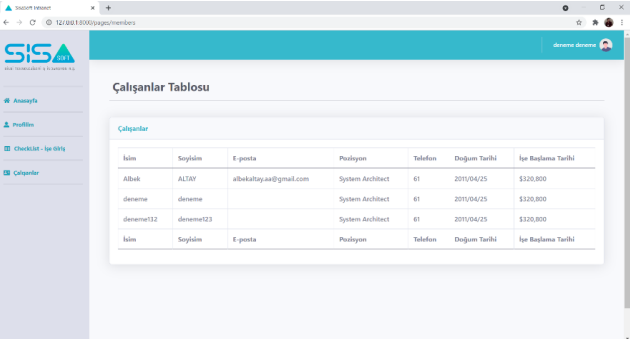 SisaSoft Intranet
127.0.0.1:8000/pages/members
SiSA
SOFT
deneme deneme
Anasayfa
Profilim
CheckList - İşe Giriş
Çalışanlar
Çalışanlar Tablosu
Çalışanlar
İsim Soyisim E-posta Pozisyon Telefon Doğum Tarihi İşe Başlama Tarihi
Albek ALTAY albekaltay.aa@gmail.com System Architect 61 2011/04/25 $320,800
deneme deneme System Architect 61 2011/04/25 $320,800
deneme132 deneme123 System Architect 61 2011/04/25 $320,800
İsim Soyisim E-posta Pozisyon Telefon Doğum Tarihi İşe Başlama Tarihi